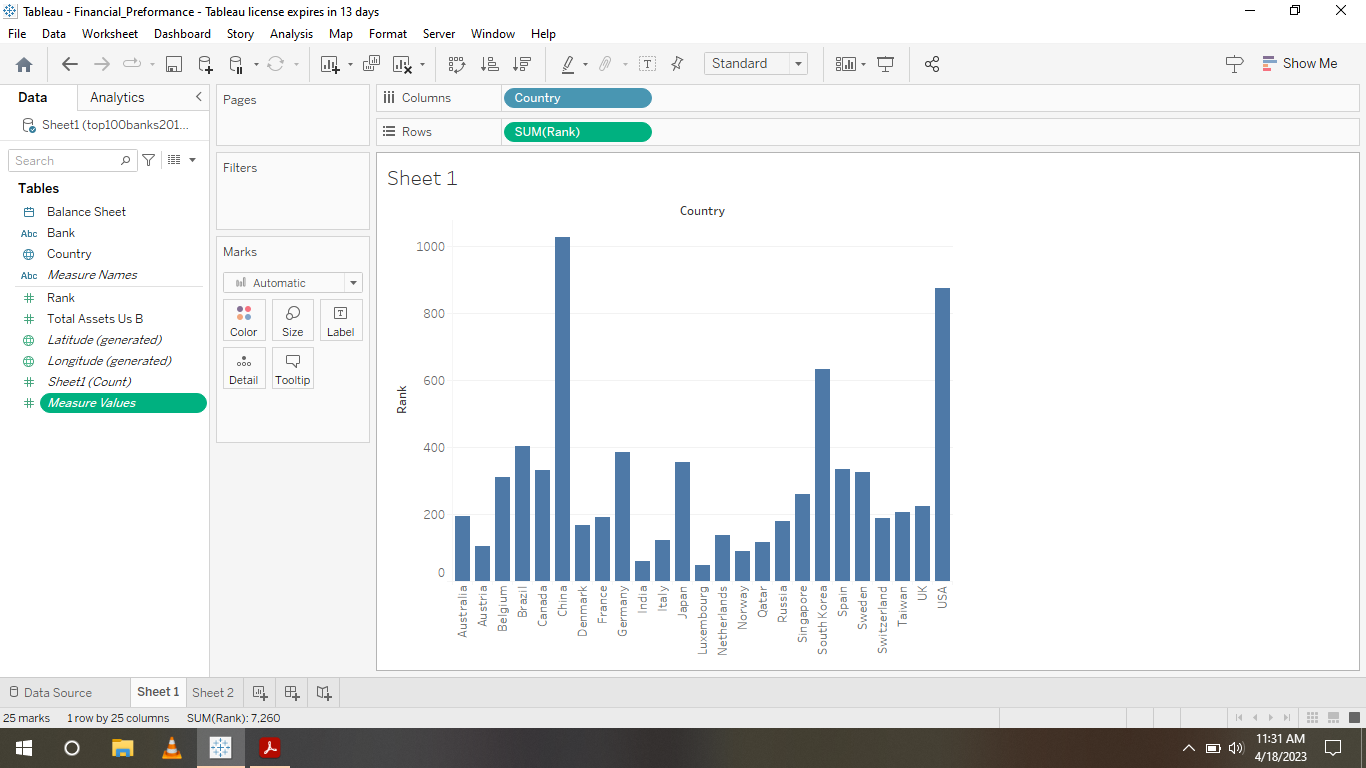 Tableau - Financial_Preformance - Tableau license expires in 13 days
File Data Worksheet Dashboard Story Analysis Map Format Server Window Help
Standard
Show Me
Data Analytics
Sheet1 (top100banks201...
Search
Tables
Balance Sheet
Abc Bank
Country
Abc Measure Names
Rank
Total Assets Us B
Latitude (generated)
Longitude (generated)
Sheet1 (Count)
Measure Values
Pages
Filters
Marks
Automatic
Color Size Label
Detail Tooltip
Columns Country
Rows SUM(Rank)
Sheet 1
Country
1000
800
600
400
200
0
Rank
Australia
Austria
Belgium
Brazil
Canada
China
Denmark
France
Germany
India
Italy
Japan
Luxembourg
Netherlands
Norway
Qatar
Russia
Singapore
South Korea
Spain
Sweden
Switzerland
Taiwan
UK
USA
Data Source Sheet 1 Sheet 2
25 marks 1 row by 25 columns SUM(Rank): 7,260
11:31 AM
4/18/2023